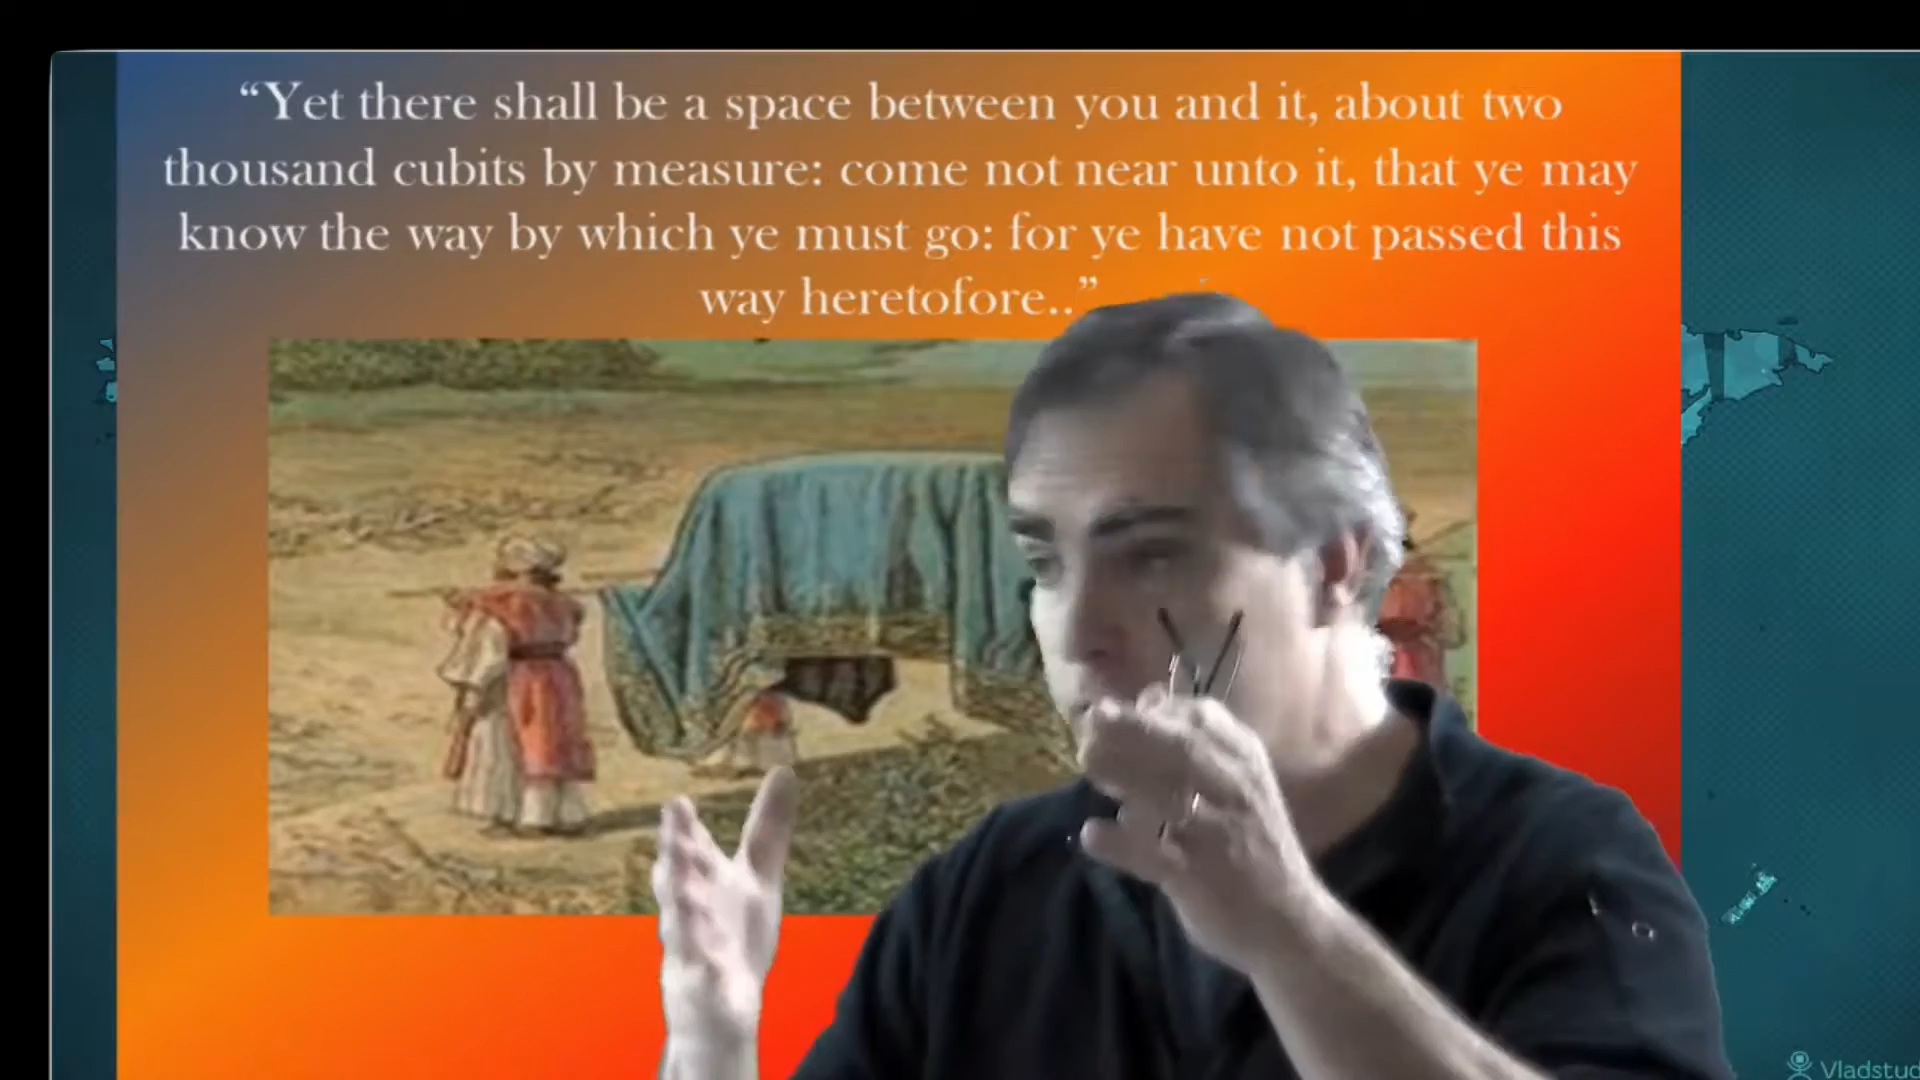 “Yet there shall be a space between you and it, about two
thousand cubits by measure: come not near unto it, that ye may
know the way by which ye must go: for ye have not passed this
way heretofore..”
Vladstud